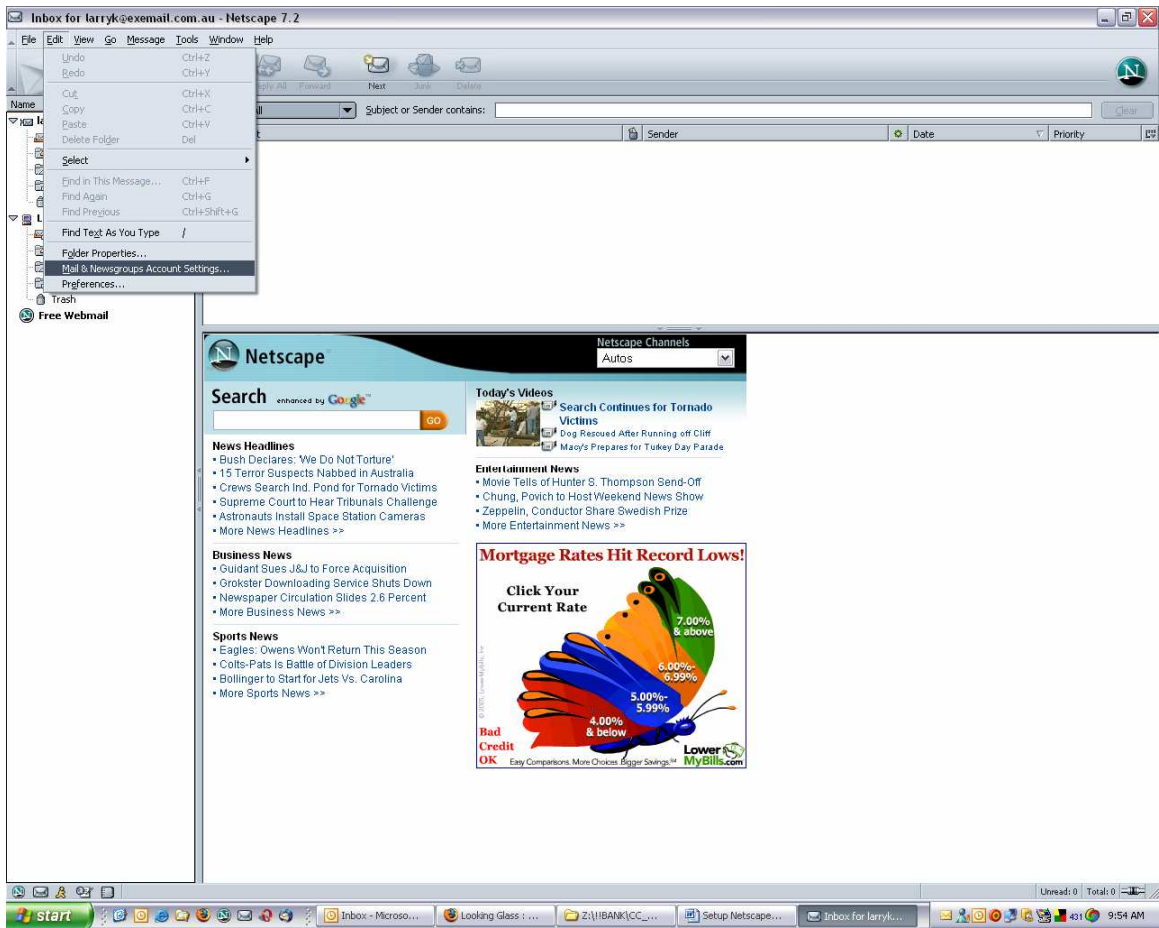 Inbox for larryk@exemail.com.au - Netscape 7.2
File Edit View Go Message Tools Window Help
Undo Ctrl+Z
Redo Ctrl+Y
Cut Ctrl+X
Copy Ctrl+C
Paste Ctrl+V
Delete Folder Del
Select
Find in This Message... Ctrl+F
Find Again Ctrl+G
Find Previous Ctrl+Shift+G
Find Text As You Type /
Folder Properties...
Mail & Newsgroups Account Settings...
Preferences...
Reply All Forward Next Junk Delete
Name
Subject or Sender contains: Clear
Sender Date Priority
Trash
Free Webmail
Netscape
Netscape Channels
Autos
Search enhanced by Google
GO
News Headlines
▪ Bush Declares: 'We Do Not Torture'
▪ 15 Terror Suspects Nabbed in Australia
▪ Crews Search Ind. Pond for Tornado Victims
▪ Supreme Court to Hear Tribunals Challenge
▪ Astronauts Install Space Station Cameras
▪ More News Headlines >>
Business News
▪ Guidant Sues J&J to Force Acquisition
▪ Grokster Downloading Service Shuts Down
▪ Newspaper Circulation Slides 2.6 Percent
▪ More Business News >>
Sports News
▪ Eagles: Owens Won't Return This Season
▪ Colts-Pats Is Battle of Division Leaders
▪ Bollinger to Start for Jets Vs. Carolina
▪ More Sports News >>
Today's Videos
Search Continues for Tornado
Victims
Dog Rescued After Running off Cliff
Macy's Prepares for Tukey Day Parade
Entertainment News
▪ Movie Tells of Hunter S. Thompson Send-Off
▪ Chung, Povich to Host Weekend News Show
▪ Zeppelin, Conductor Share Swedish Prize
▪ More Entertainment News >>
Mortgage Rates Hit Record Lows!
Click Your
Current Rate
7.00%
& above
6.00%-
6.99%
5.00%-
5.99%
4.00%
& below
Bad
Credit
OK
Easy Comparisons. More Choices. Bigger Savings.℠
Lower
MyBills.com
Unread: 0 Total: 0
start Inbox - Microso... Looking Glass : ... Z:\!!BANK\CC_... Setup Netscape... Inbox for larryk... 431 9:54 AM